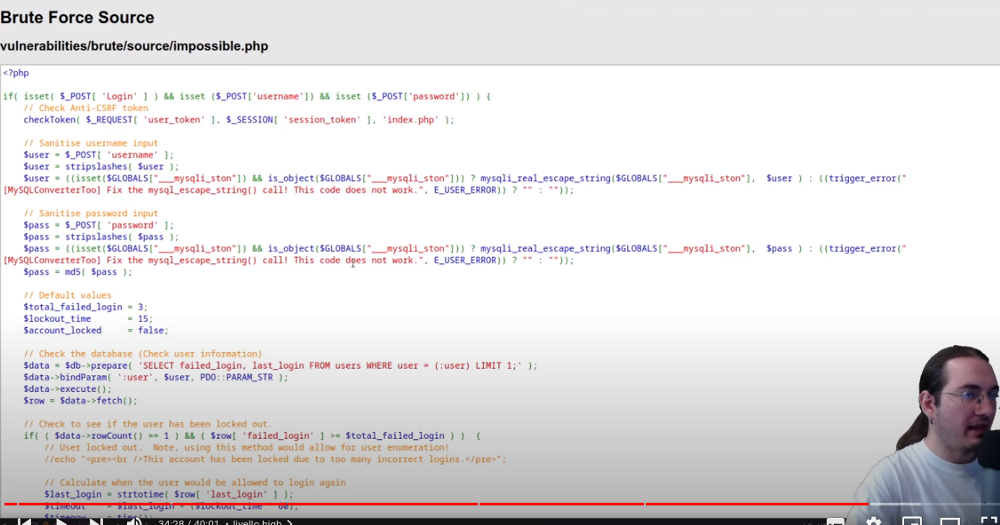 Brute Force Source
vulnerabilities/brute/source/impossible.php
<?php
if( isset( $_POST[ 'Login' ] ) && isset ($_POST['username']) && isset ($_POST['password']) ) {
// Check Anti-CSRF token
checkToken( $_REQUEST[ 'user_token' ], $_SESSION[ 'session_token' ], 'index.php' );
// Sanitise username input
$user = $_POST[ 'username' ];
$user = stripslashes( $user );
$user = ((isset($GLOBALS["___mysqli_ston"]) && is_object($GLOBALS["___mysqli_ston"])) ? mysqli_real_escape_string($GLOBALS["___mysqli_ston"],  $user ) : ((trigger_error("
[MySQLConverterToo] Fix the mysql_escape_string() call! This code does not work.", E_USER_ERROR)) ? "" : ""));
// Sanitise password input
$pass = $_POST[ 'password' ];
$pass = stripslashes( $pass );
$pass = ((isset($GLOBALS["___mysqli_ston"]) && is_object($GLOBALS["___mysqli_ston"])) ? mysqli_real_escape_string($GLOBALS["___mysqli_ston"],  $pass ) : ((trigger_error("
[MySQLConverterToo] Fix the mysql_escape_string() call! This code does not work.", E_USER_ERROR)) ? "" : ""));
$pass = md5( $pass );
// Default values
$total_failed_login = 3;
$lockout_time       = 15;
$account_locked     = false;
// Check the database (Check user information)
$data = $db->prepare( 'SELECT failed_login, last_login FROM users WHERE user = (:user) LIMIT 1;' );
$data->bindParam( ':user', $user, PDO::PARAM_STR );
$data->execute();
$row = $data->fetch();
// Check to see if the user has been locked out.
if( ( $data->rowCount() == 1 ) && ( $row[ 'failed_login' ] >= $total_failed_login ) )  {
// User locked out.  Note, using this method would allow for user enumeration!
//echo "<pre><br />This account has been locked due to too many incorrect logins.</pre>";
// Calculate when the user would be allowed to login again
$last_login = strtotime( $row[ 'last_login' ] );
$timeout    = $last_login + ($lockout_time * 60);
$timenow    = time();
34:28 / 40:01 • livello high